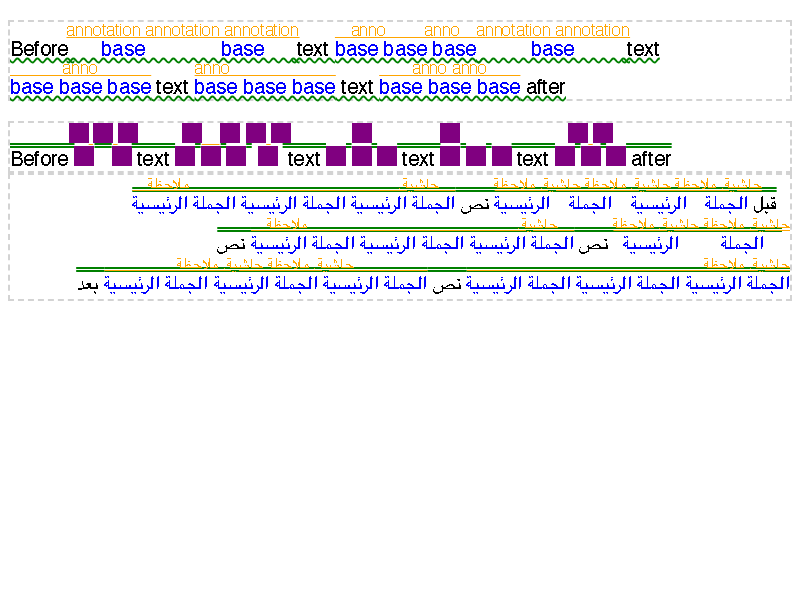 annotation annotation annotation anno anno annotation annotation
Before base base text base base base base text
anno anno anno anno
base base base text base base base text base base base after
Before text text text text after
حاشية ملاحظة حاشية ملاحظة حاشية ملاحظة حاشية ملاحظة
قبل الجملة الرئيسية الجملة الرئيسية نص الجملة الرئيسية الجملة الرئيسية الجملة الرئيسية
حاشية ملاحظة حاشية ملاحظة حاشية ملاحظة
الجملة الرئيسية نص الجملة الرئيسية الجملة الرئيسية الجملة الرئيسية نص
حاشية ملاحظة حاشية ملاحظة حاشية ملاحظة
الجملة الرئيسية الجملة الرئيسية الجملة الرئيسية نص الجملة الرئيسية الجملة الرئيسية الجملة الرئيسية بعد